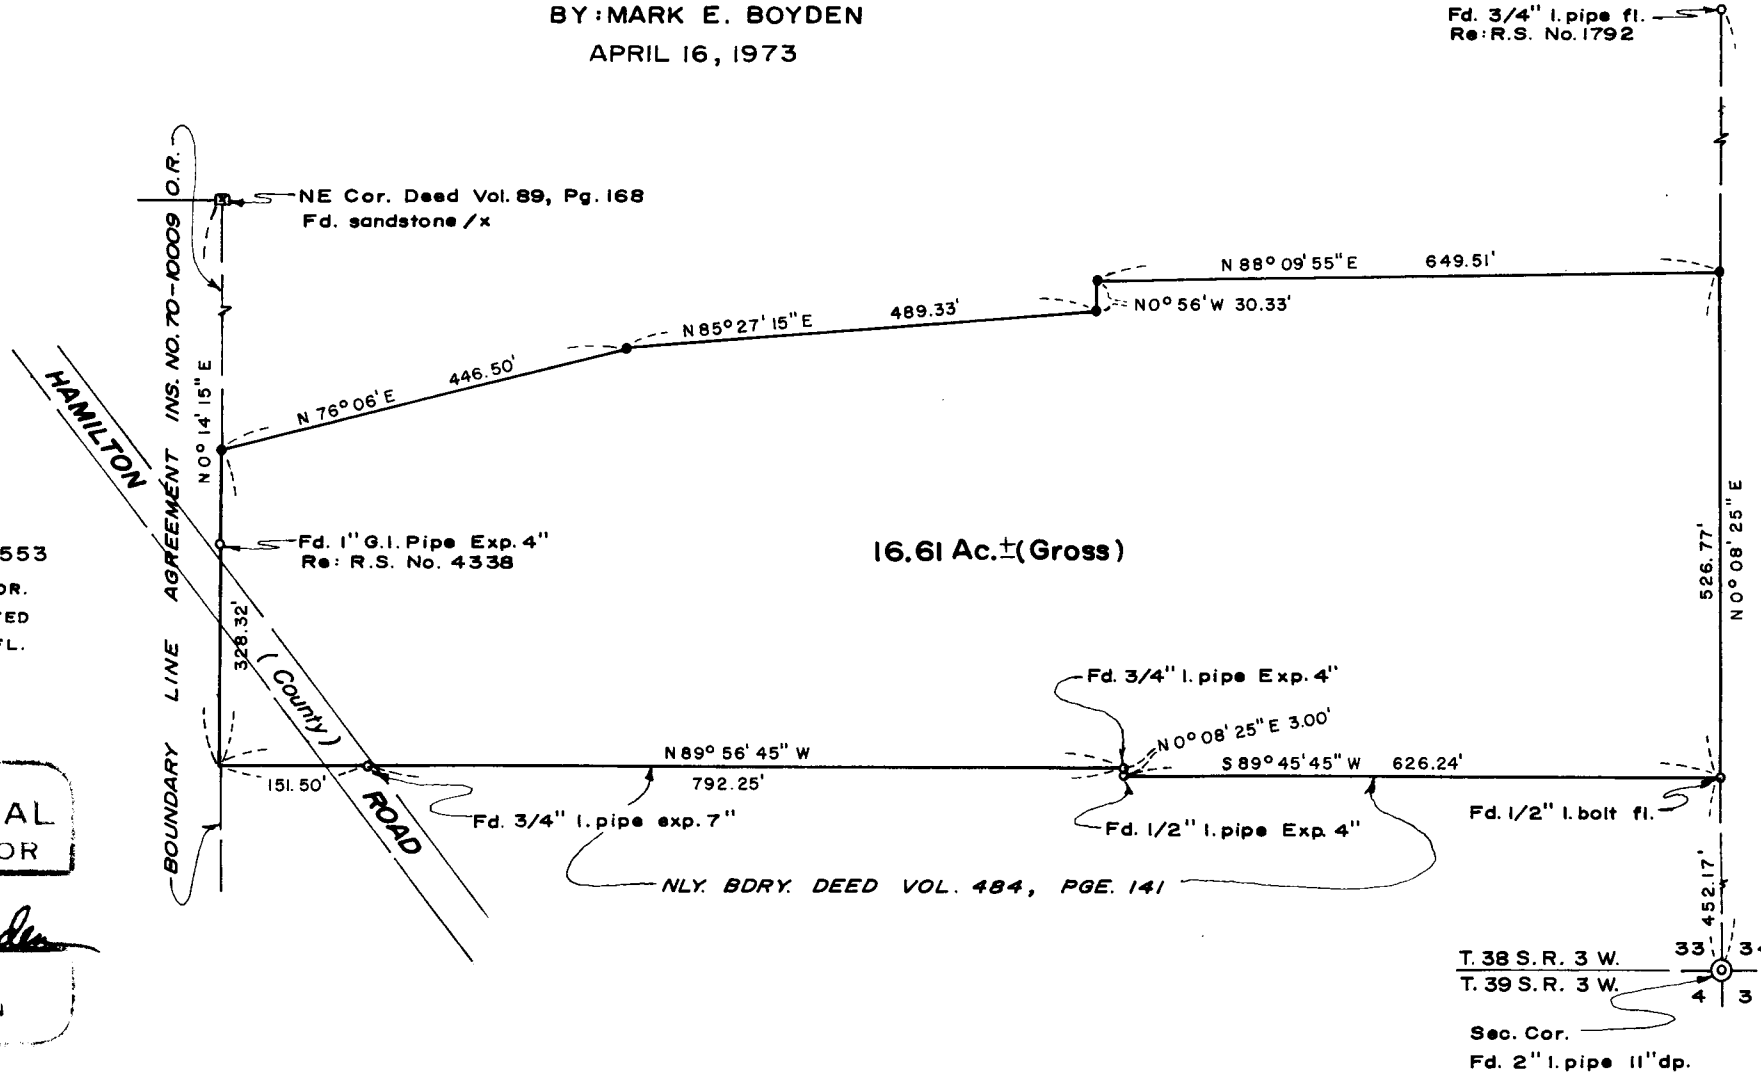 BY: MARK E. BOYDEN
APRIL 16, 1973
Fd. 3/4" I. pipe fl.
Re: R.S. No. 1792
NE Cor. Deed Vol. 89, Pg. 168
Fd. sandstone / x
BOUNDARY LINE AGREEMENT INS. NO. 70-10009 O.R.
N 88° 09' 55" E 649.51'
N 0° 56' W 30.33'
N 85° 27' 15" E 489.33'
N 76° 06' E 446.50'
N 0° 14' 15" E
HAMILTON
(County)
ROAD
Fd. 1" G.I. Pipe Exp. 4"
Re: R.S. No. 4338
328.32'
16.61 Ac.± (Gross)
526.77'
N 0° 08' 25" E
553
OR.
TED
FL.
Fd. 3/4" I. pipe Exp. 4"
N 0° 08' 25" E 3.00'
N 89° 56' 45" W
792.25'
151.50'
S 89° 45' 45" W 626.24'
Fd. 3/4" I. pipe exp. 7"
Fd. 1/2" I. pipe Exp. 4"
Fd. 1/2" I. bolt fl.
NLY. BDRY. DEED VOL. 484, PGE. 141
AL
OR
den
N
452.17'
T. 38 S. R. 3 W.
T. 39 S. R. 3 W.
33 34
4 3
Sec. Cor.
Fd. 2" I. pipe 11" dp.